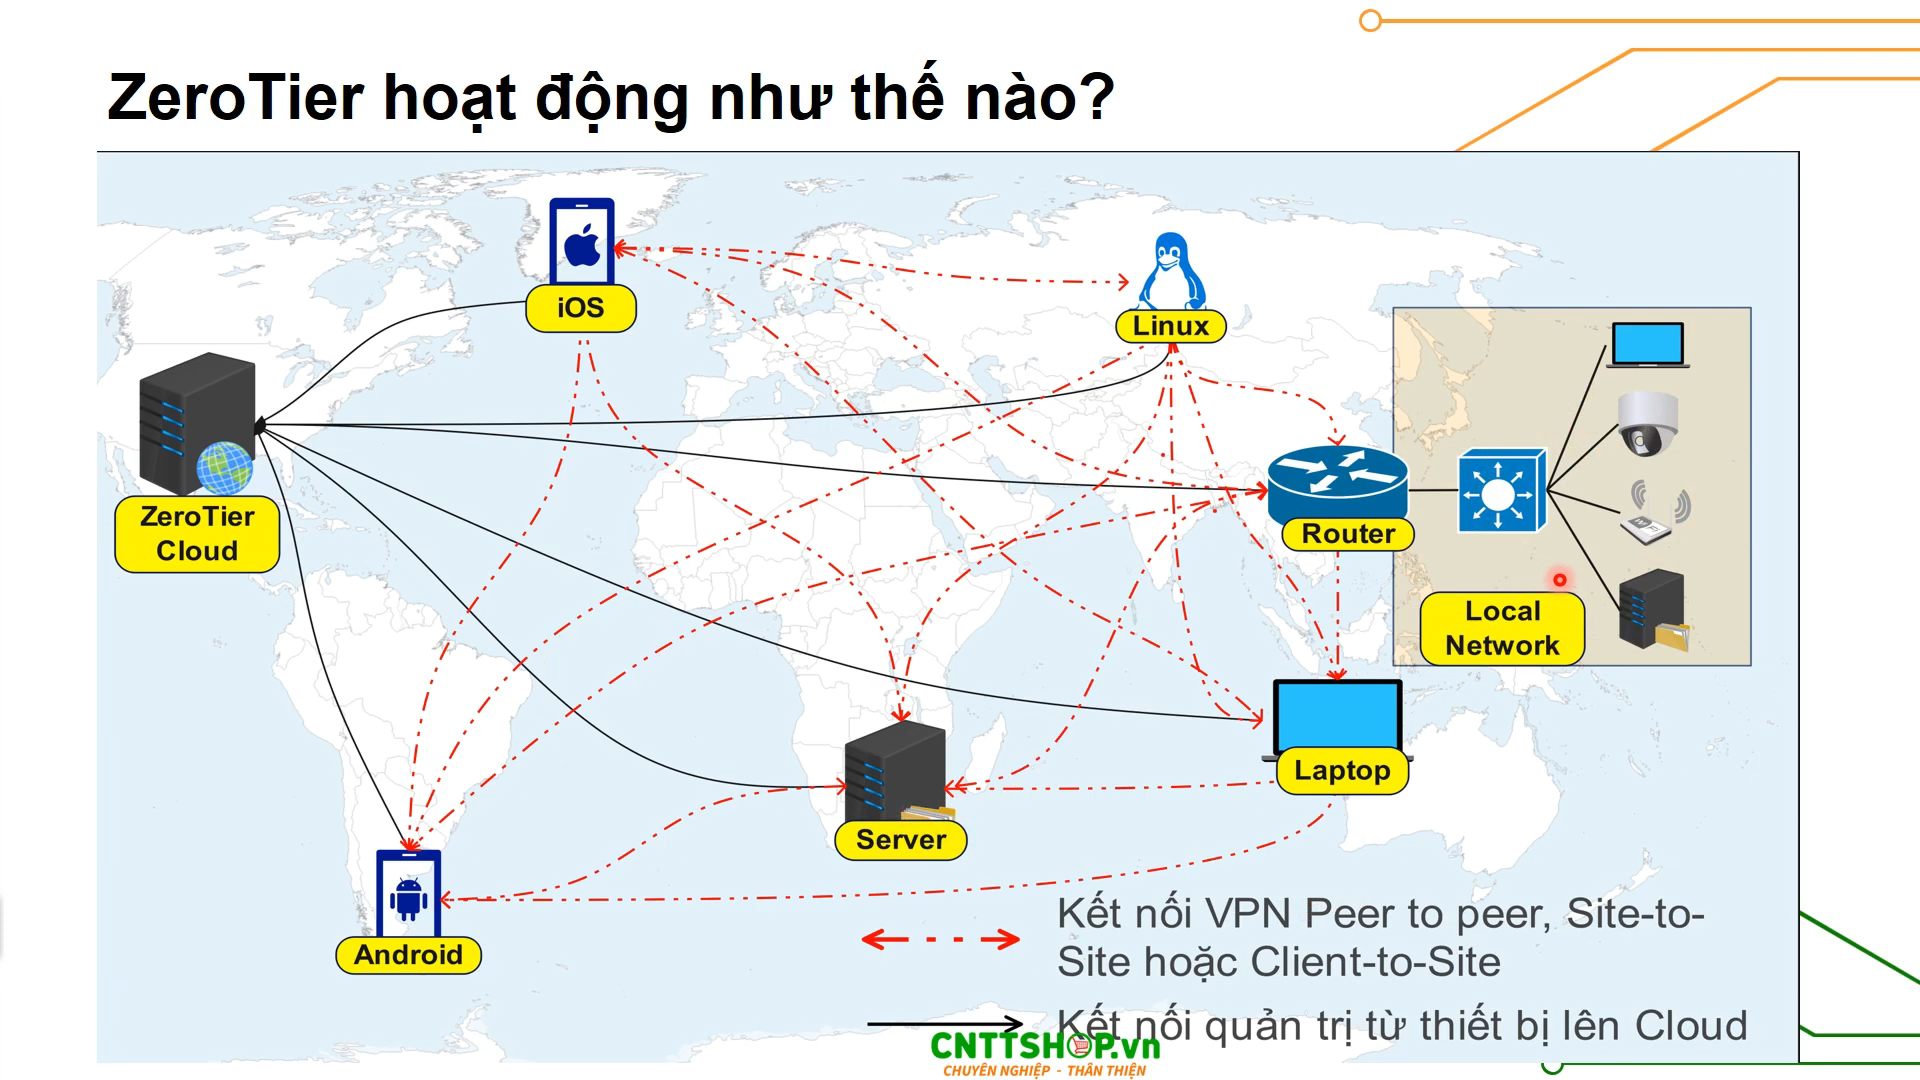 ZeroTier hoạt động như thế nào?
iOS
Linux
ZeroTier
Cloud
Router
Local
Network
Laptop
Server
Android
Kết nối VPN Peer to peer, Site-to-
Site hoặc Client-to-Site
Kết nối quản trị từ thiết bị lên Cloud
CNTTSHOP.vn
CHUYÊN NGHIỆP - THÂN THIỆN